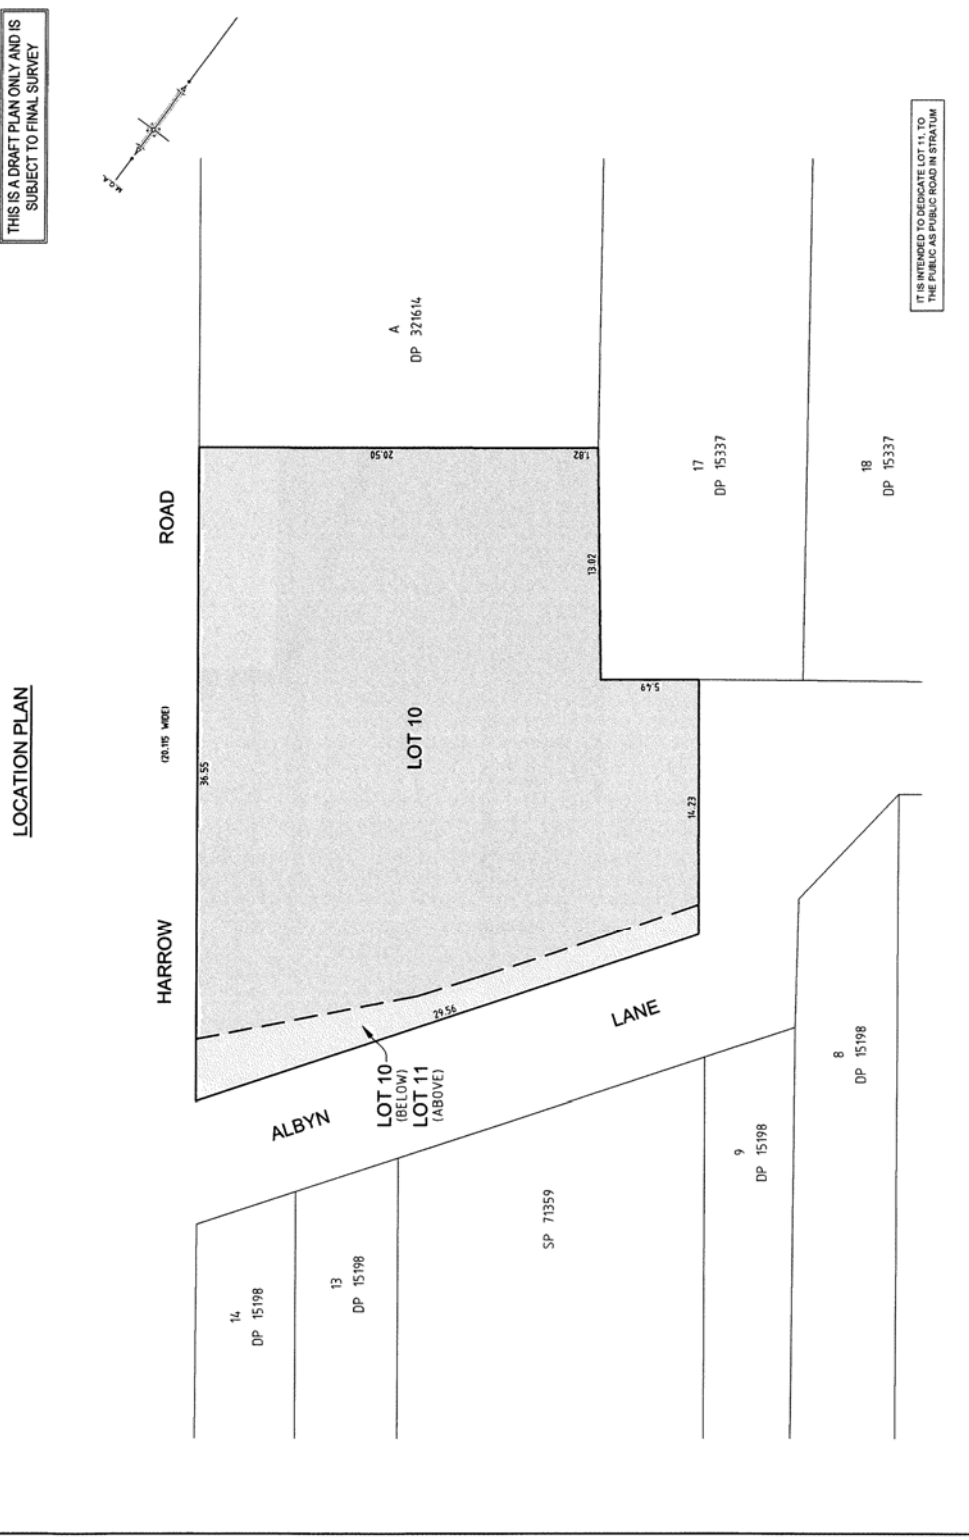 THIS IS A DRAFT PLAN ONLY AND IS
SUBJECT TO FINAL SURVEY
LOCATION PLAN
M.G.A.
HARROW
(20.115 WIDE)
ROAD
36.55
20.50
1.82
13.02
5.49
14.23
29.56
LOT 10
LOT 10
(BELOW)
LOT 11
(ABOVE)
ALBYN
LANE
A
DP 321614
17
DP 15337
18
DP 15337
14
DP 15198
13
DP 15198
SP 71359
9
DP 15198
8
DP 15198
IT IS INTENDED TO DEDICATE LOT 11, TO
THE PUBLIC AS PUBLIC ROAD IN STRATUM